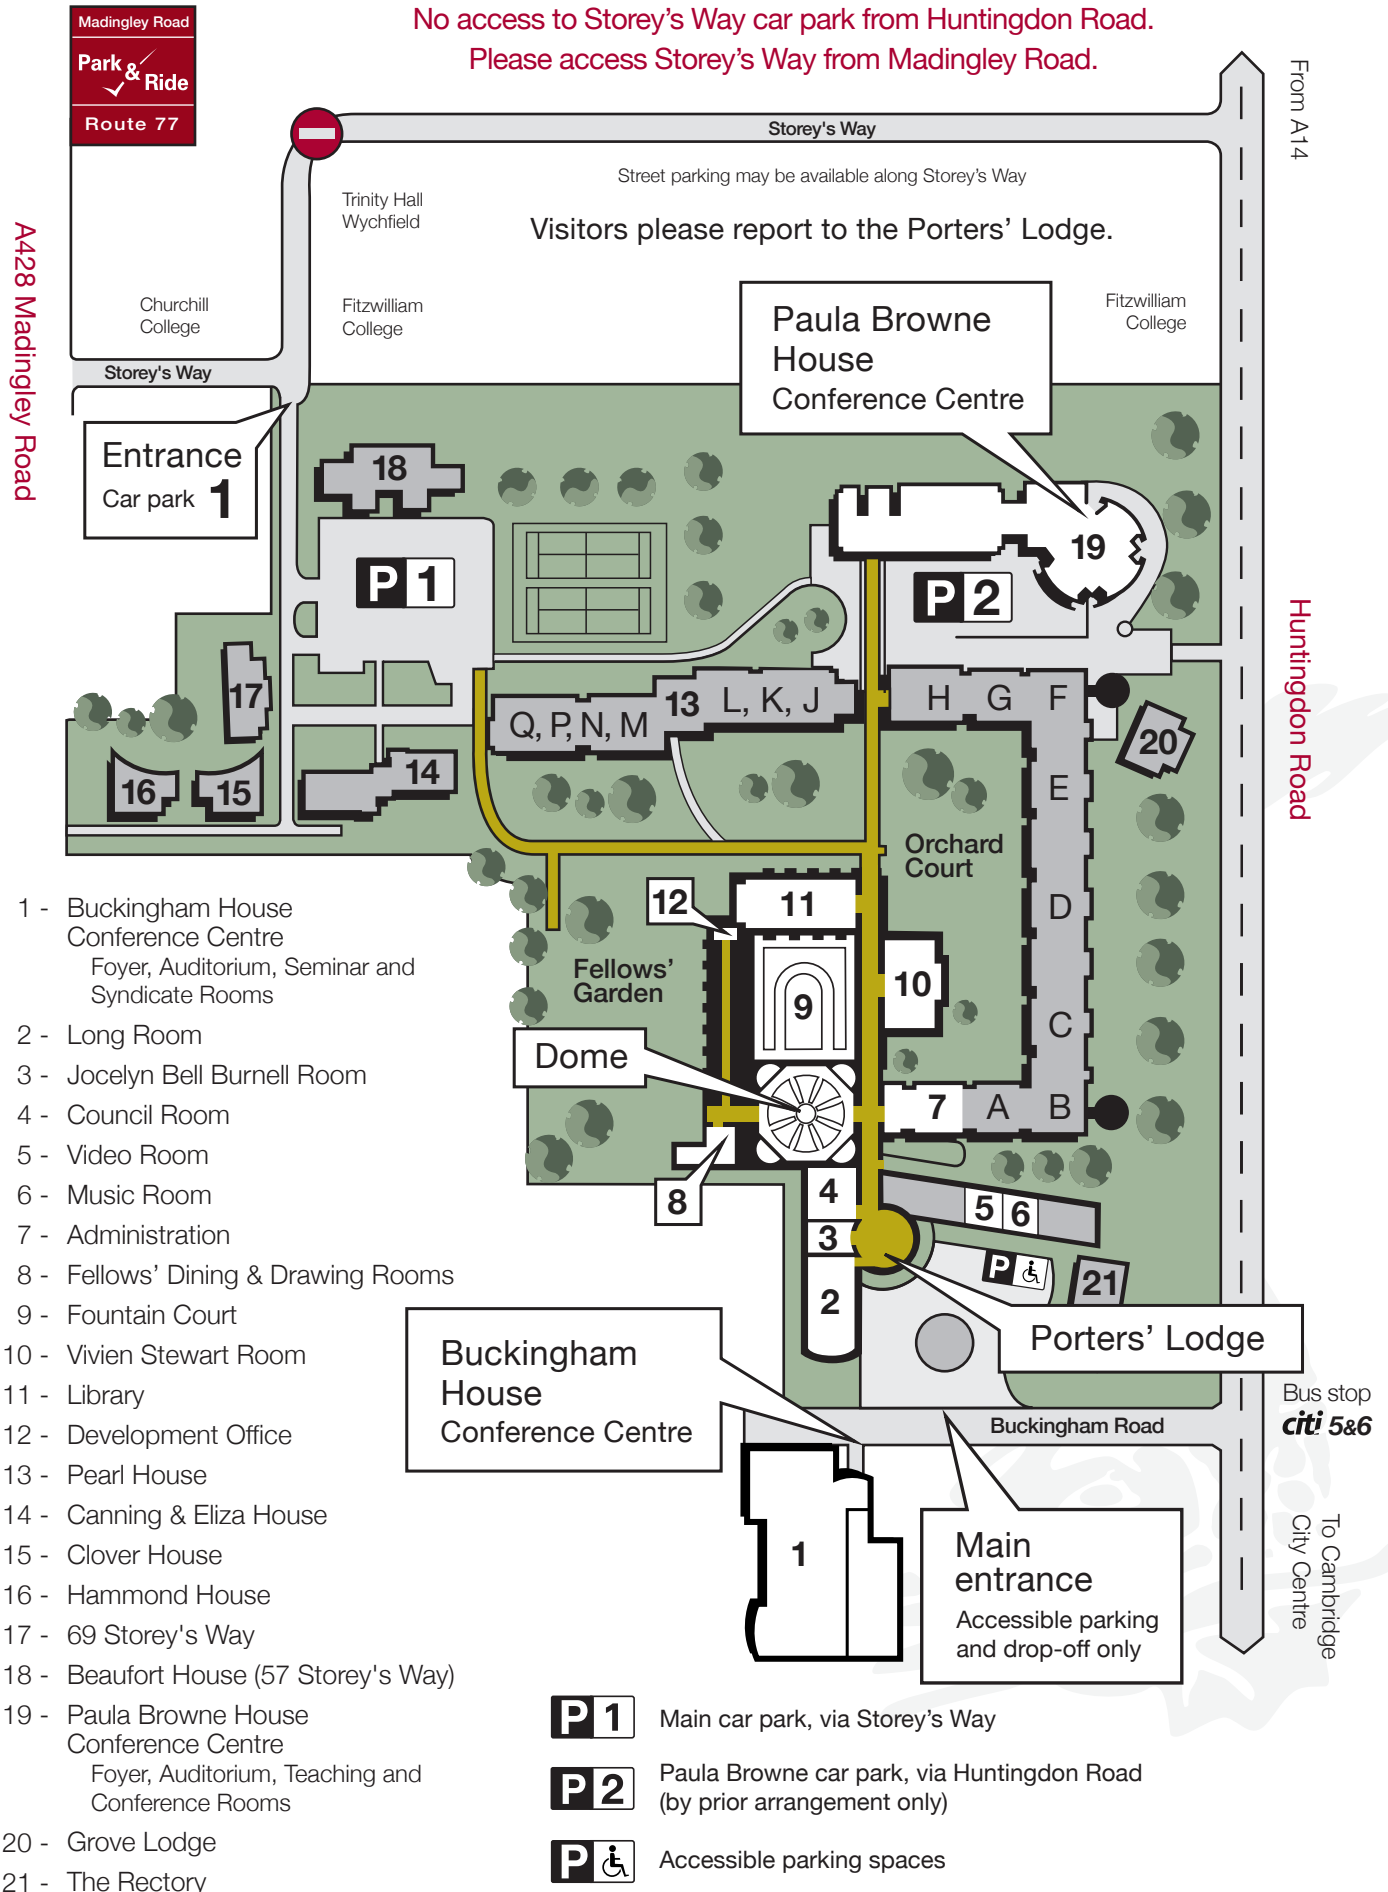 Madingley Road
Park & Ride
Route 77
No access to Storey's Way car park from Huntingdon Road.
Please access Storey's Way from Madingley Road.
From A14
Storey's Way
Street parking may be available along Storey's Way
Trinity Hall
Wychfield
Visitors please report to the Porters' Lodge.
A428 Madingley Road
Churchill
College
Fitzwilliam
College
Fitzwilliam
College
Paula Browne
House
Conference Centre
Storey's Way
Entrance
Car park 1
18
19
P 1
P 2
Huntingdon Road
17
13
L, K, J
Q, P, N, M
H
G
F
20
16
15
14
E
Orchard
Court
D
12
11
Fellows'
Garden
10
9
C
Dome
7
A
B
8
4
5
6
3
P
21
2
Porters' Lodge
Buckingham
House
Conference Centre
Bus stop
citi 5&6
Buckingham Road
1
Main
entrance
Accessible parking
and drop-off only
To Cambridge
City Centre
1 - Buckingham House
Conference Centre
Foyer, Auditorium, Seminar and
Syndicate Rooms
2 - Long Room
3 - Jocelyn Bell Burnell Room
4 - Council Room
5 - Video Room
6 - Music Room
7 - Administration
8 - Fellows' Dining & Drawing Rooms
9 - Fountain Court
10 - Vivien Stewart Room
11 - Library
12 - Development Office
13 - Pearl House
14 - Canning & Eliza House
15 - Clover House
16 - Hammond House
17 - 69 Storey's Way
18 - Beaufort House (57 Storey's Way)
19 - Paula Browne House
Conference Centre
Foyer, Auditorium, Teaching and
Conference Rooms
20 - Grove Lodge
21 - The Rectory
P 1 Main car park, via Storey's Way
P 2 Paula Browne car park, via Huntingdon Road
(by prior arrangement only)
P Accessible parking spaces